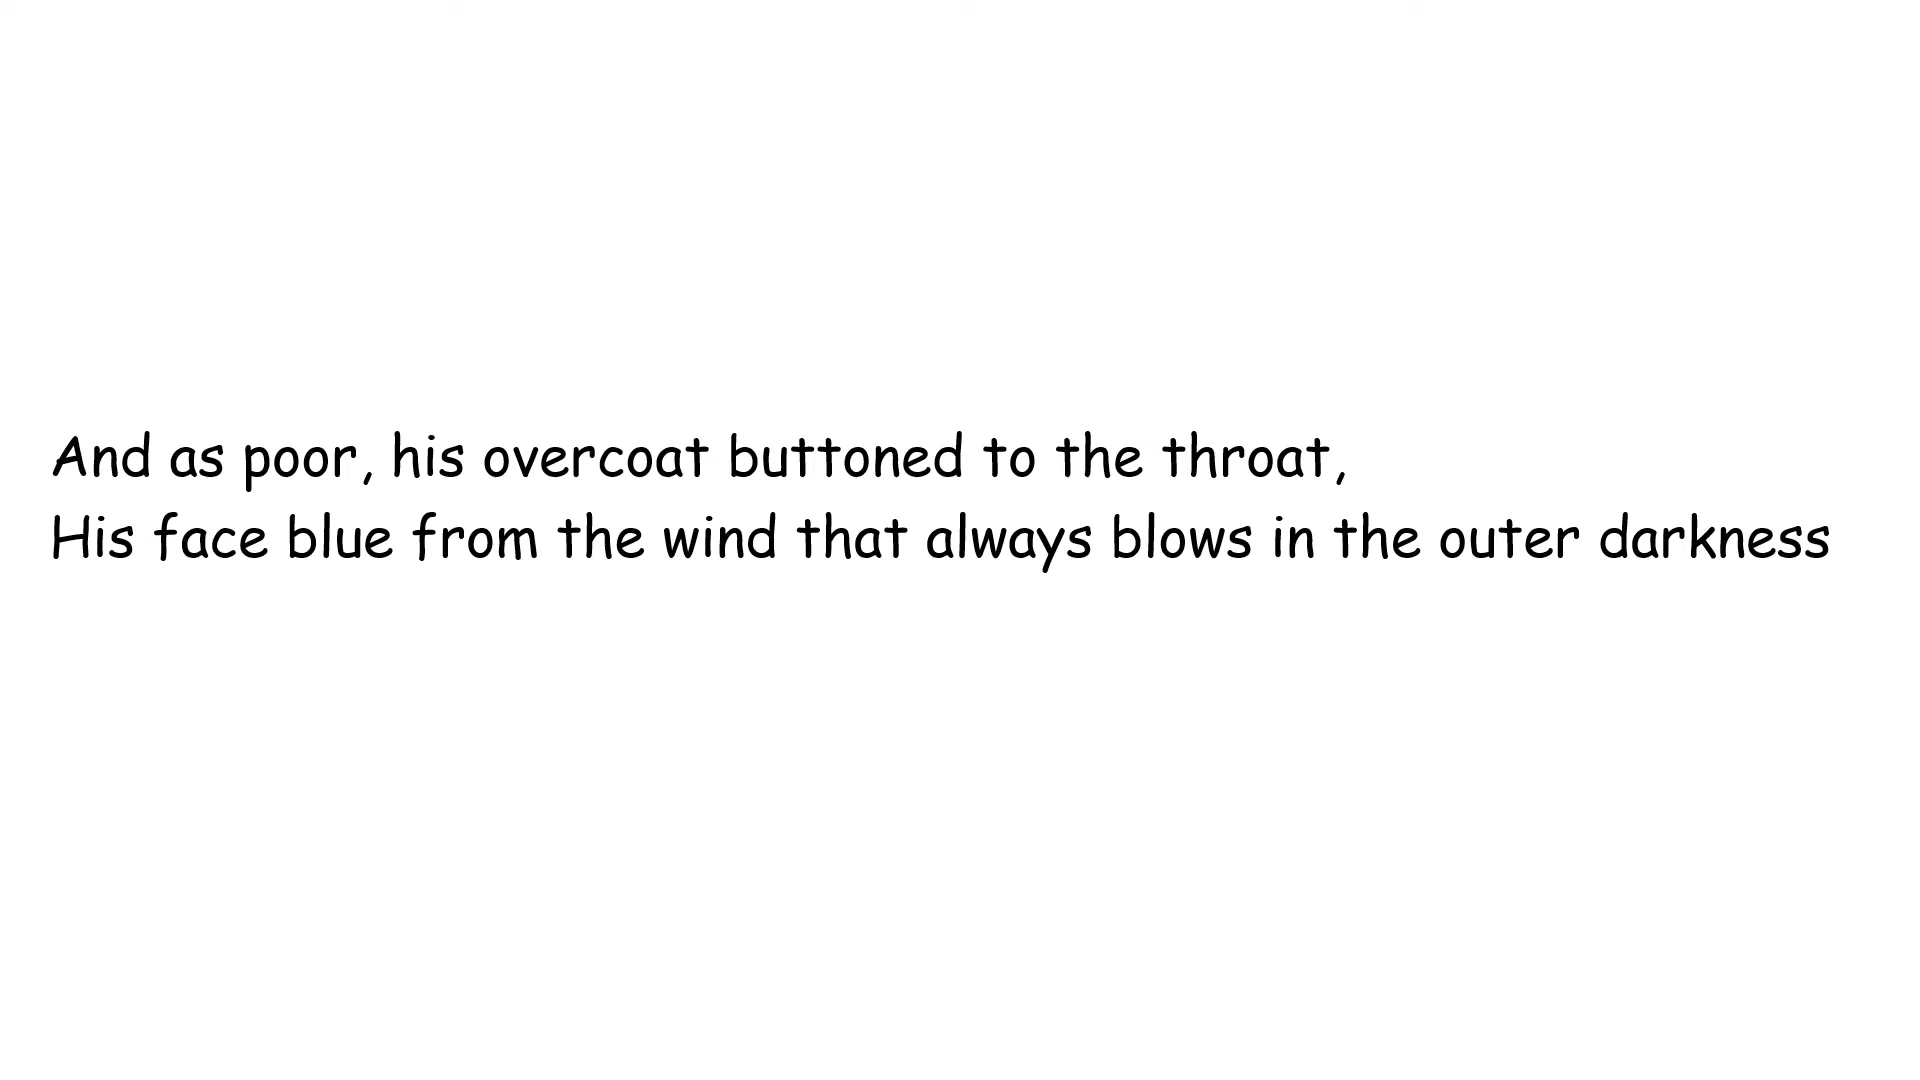 And as poor, his overcoat buttoned to the throat,
His face blue from the wind that always blows in the outer darkness